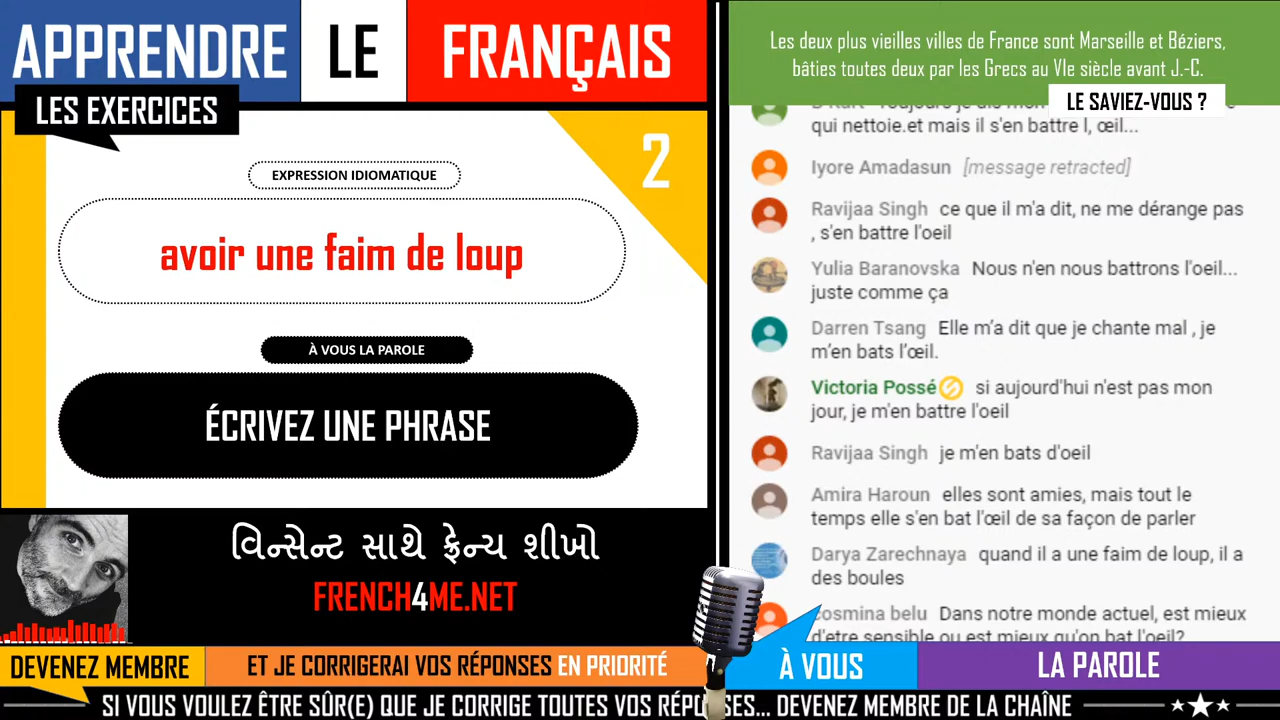 APPRENDRE LE FRANÇAIS
LES EXERCICES
2
EXPRESSION IDIOMATIQUE
avoir une faim de loup
À VOUS LA PAROLE
ÉCRIVEZ UNE PHRASE
વિન્સેન્ટ સાથે ફ્રેન્ચ શીખો
FRENCH4ME.NET
DEVENEZ MEMBRE
ET JE CORRIGERAI VOS RÉPONSES EN PRIORITÉ
SI VOUS VOULEZ ÊTRE SÛR(E) QUE JE CORRIGE TOUTES VOS RÉPONSES... DEVENEZ MEMBRE DE LA CHAÎNE
Les deux plus vieilles villes de France sont Marseille et Béziers,
bâties toutes deux par les Grecs au VIe siècle avant J.-C.
LE SAVIEZ-VOUS ?
qui nettoie.et mais il s'en battre l, œil...
Iyore Amadasun [message retracted]
Ravijaa Singh ce que il m'a dit, ne me dérange pas
, s'en battre l'oeil
Yulia Baranovska Nous n'en nous battrons l'oeil...
juste comme ça
Darren Tsang Elle m’a dit que je chante mal , je
m’en bats l’œil.
Victoria Possé si aujourd'hui n'est pas mon
jour, je m'en battre l'oeil
Ravijaa Singh je m'en bats d'oeil
Amira Haroun elles sont amies, mais tout le
temps elle s'en bat l'œil de sa façon de parler
Darya Zarechnaya quand il a une faim de loup, il a
des boules
cosmina belu Dans notre monde actuel, est mieux
d'etre sensible ou est mieux qu'on bat l'oeil?
À VOUS
LA PAROLE